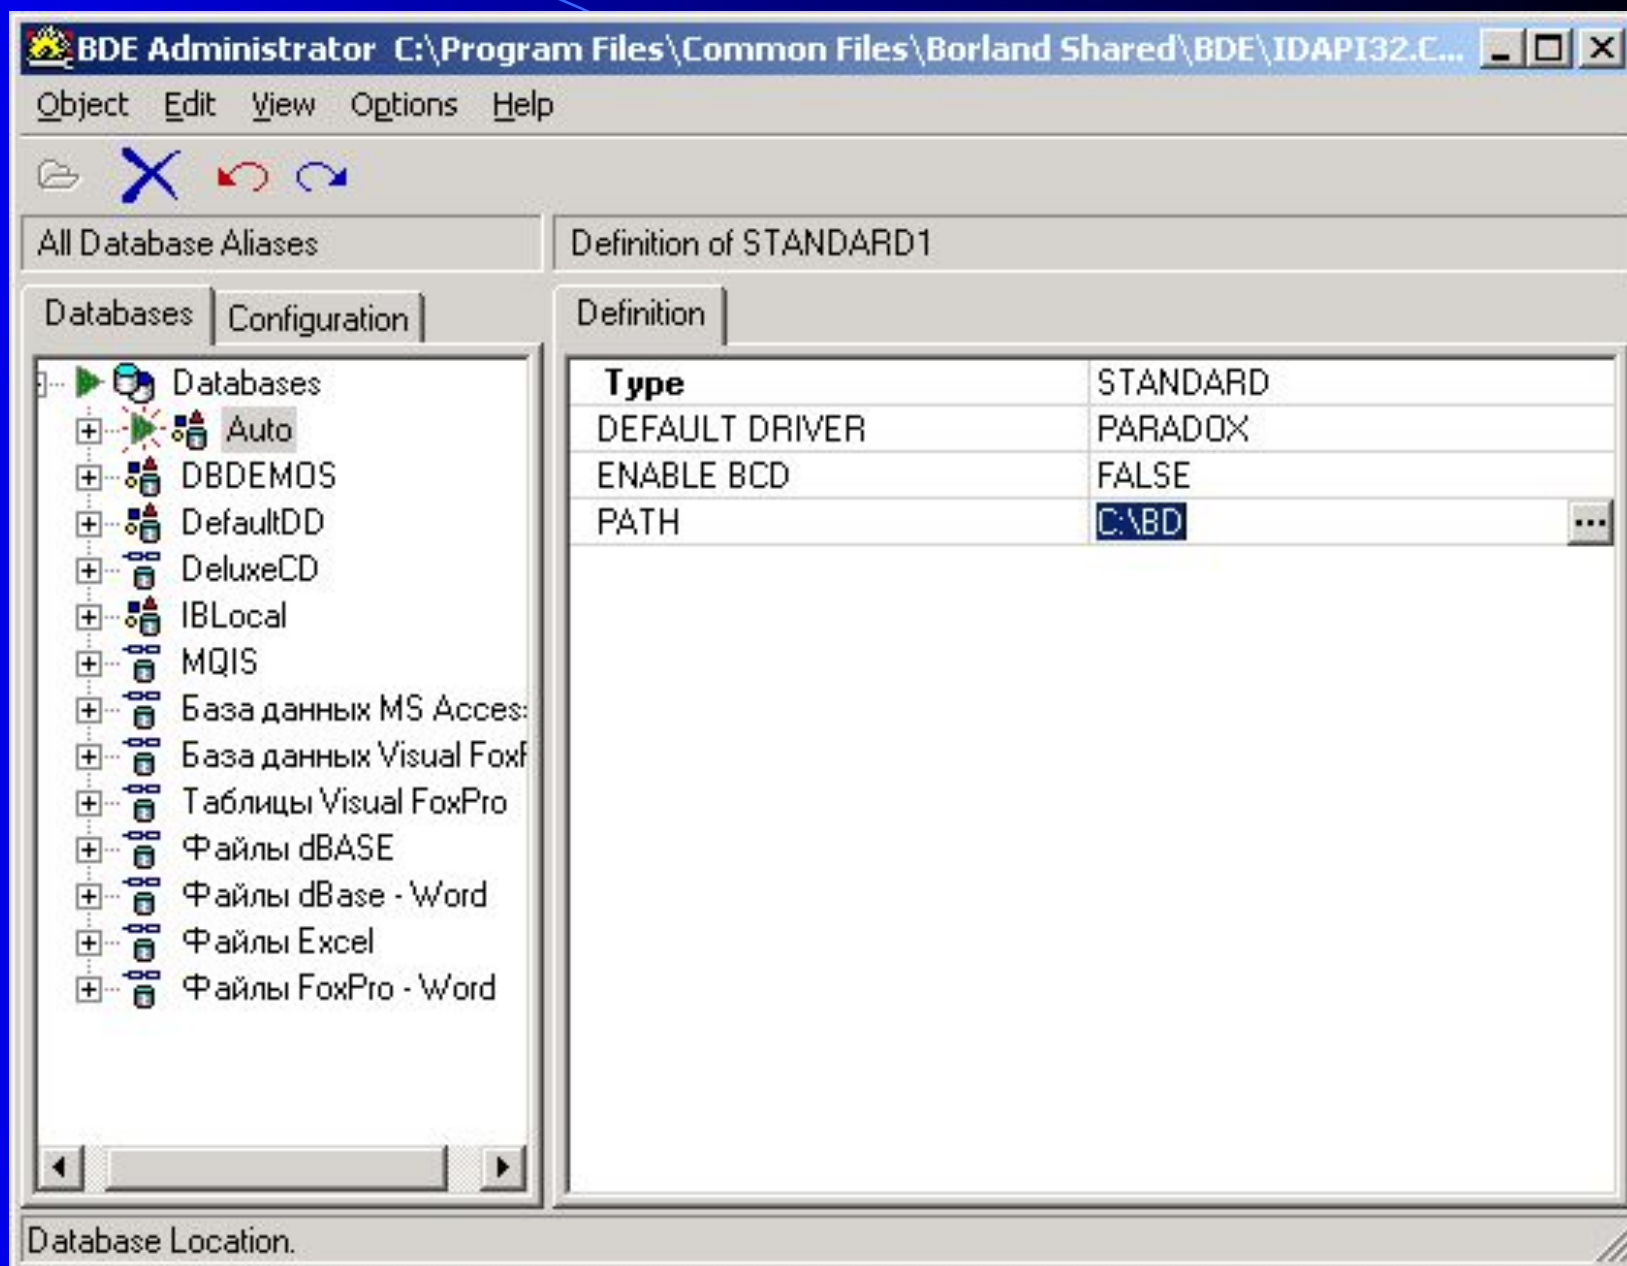 BDE Administrator C:\Program Files\Common Files\Borland Shared\BDE\IDAPI32.C...
Object Edit View Options Help
All Database Aliases
Definition of STANDARD1
Databases Configuration
Definition
Databases
Auto
DBDEMOS
DefaultDD
DeluxeCD
IBLocal
MQIS
База данных MS Acces
База данных Visual Fox
Таблицы Visual FoxPro
Файлы dBASE
Файлы dBase - Word
Файлы Excel
Файлы FoxPro - Word
Type STANDARD
DEFAULT DRIVER PARADOX
ENABLE BCD FALSE
PATH C:\BD ...
Database Location.